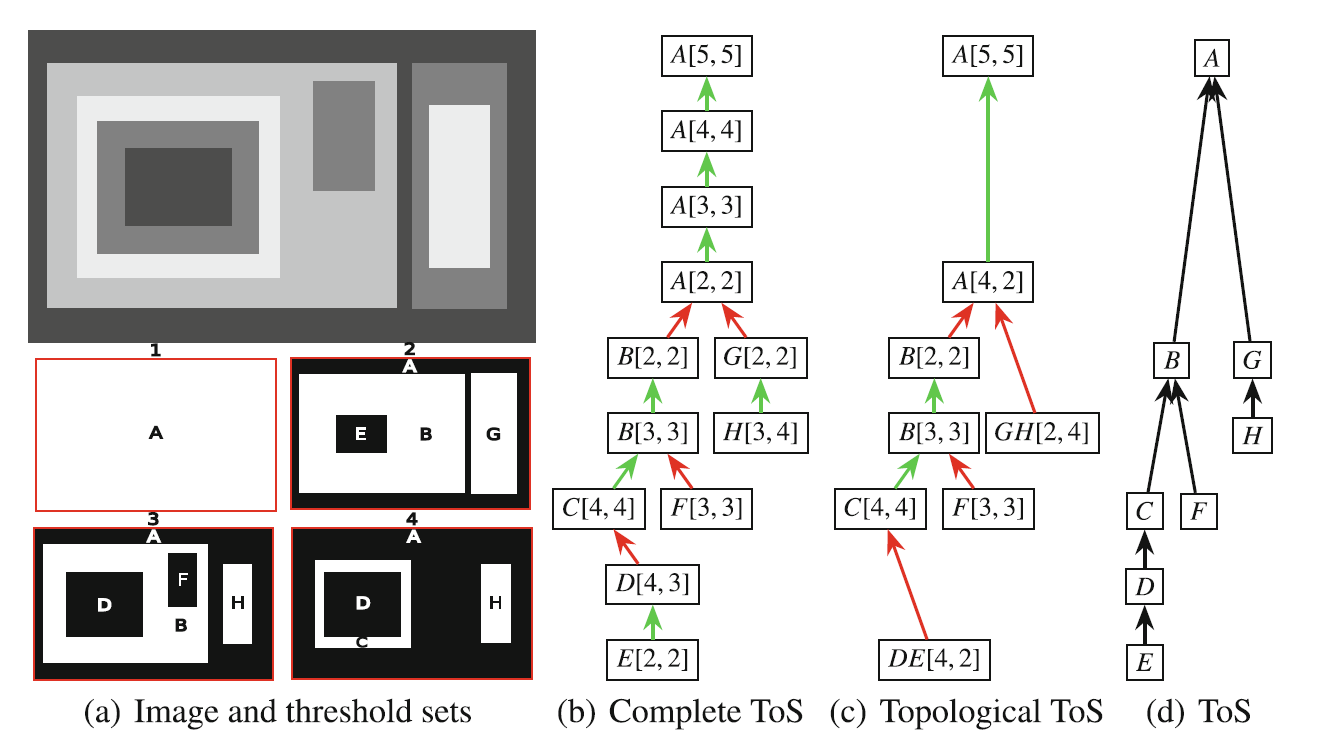 1
2
A
A
E
B
G
3
4
A
A
D
F
B
H
D
C
H
(a) Image and threshold sets
A[5, 5]
A[4, 4]
A[3, 3]
A[2, 2]
B[2, 2] G[2, 2]
B[3, 3] H[3, 4]
C[4, 4] F[3, 3]
D[4, 3]
E[2, 2]
(b) Complete ToS
A[5, 5]
A[4, 2]
B[2, 2]
B[3, 3] GH[2, 4]
C[4, 4] F[3, 3]
DE[4, 2]
(c) Topological ToS
A
B G
H
C F
D
E
(d) ToS